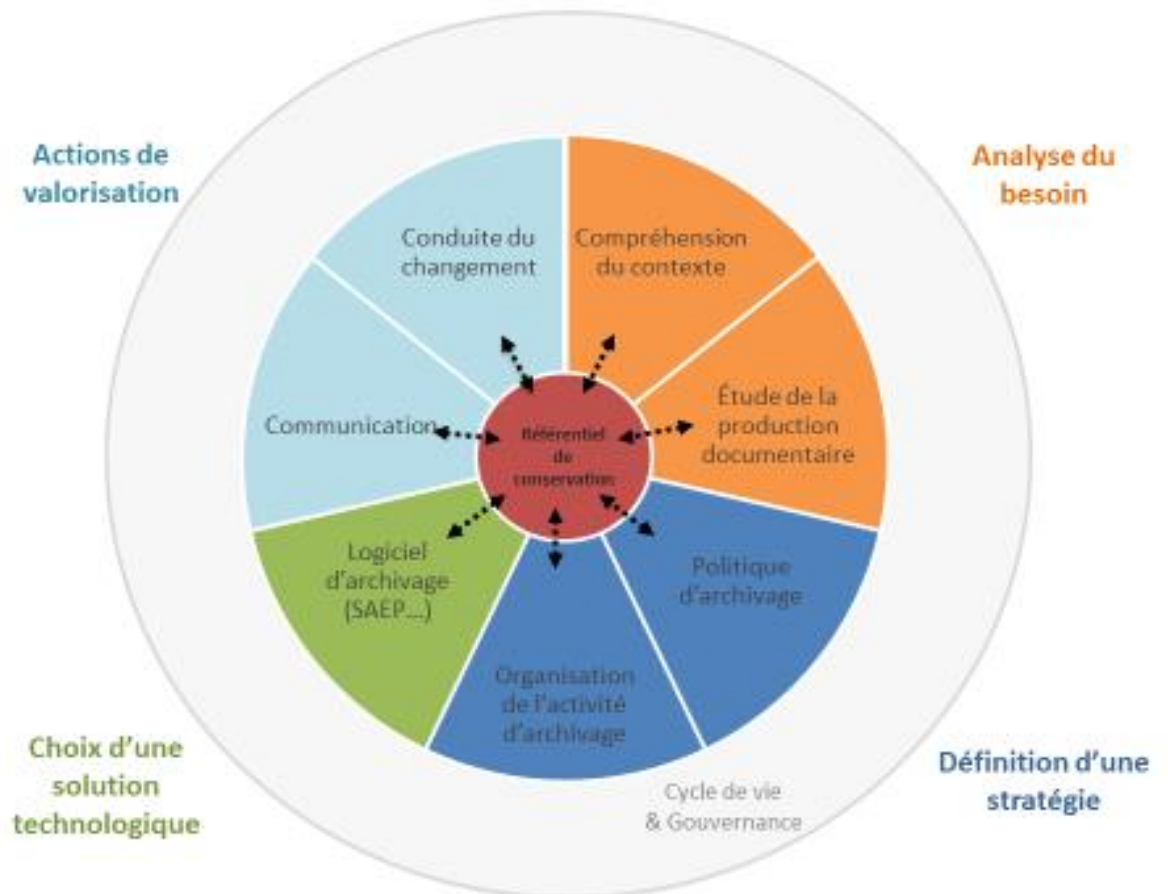 Actions de
valorisation
Analyse du
besoin
Conduite du
changement
Compréhension
du contexte
Communication
Étude de la
production
documentaire
Référentiel
de
conservation
Logiciel
d'archivage
(SAEP...)
Politique
d'archivage
Organisation
de l'activité
d'archivage
Choix d'une
solution
technologique
Définition d'une
stratégie
Cycle de vie
& Gouvernance